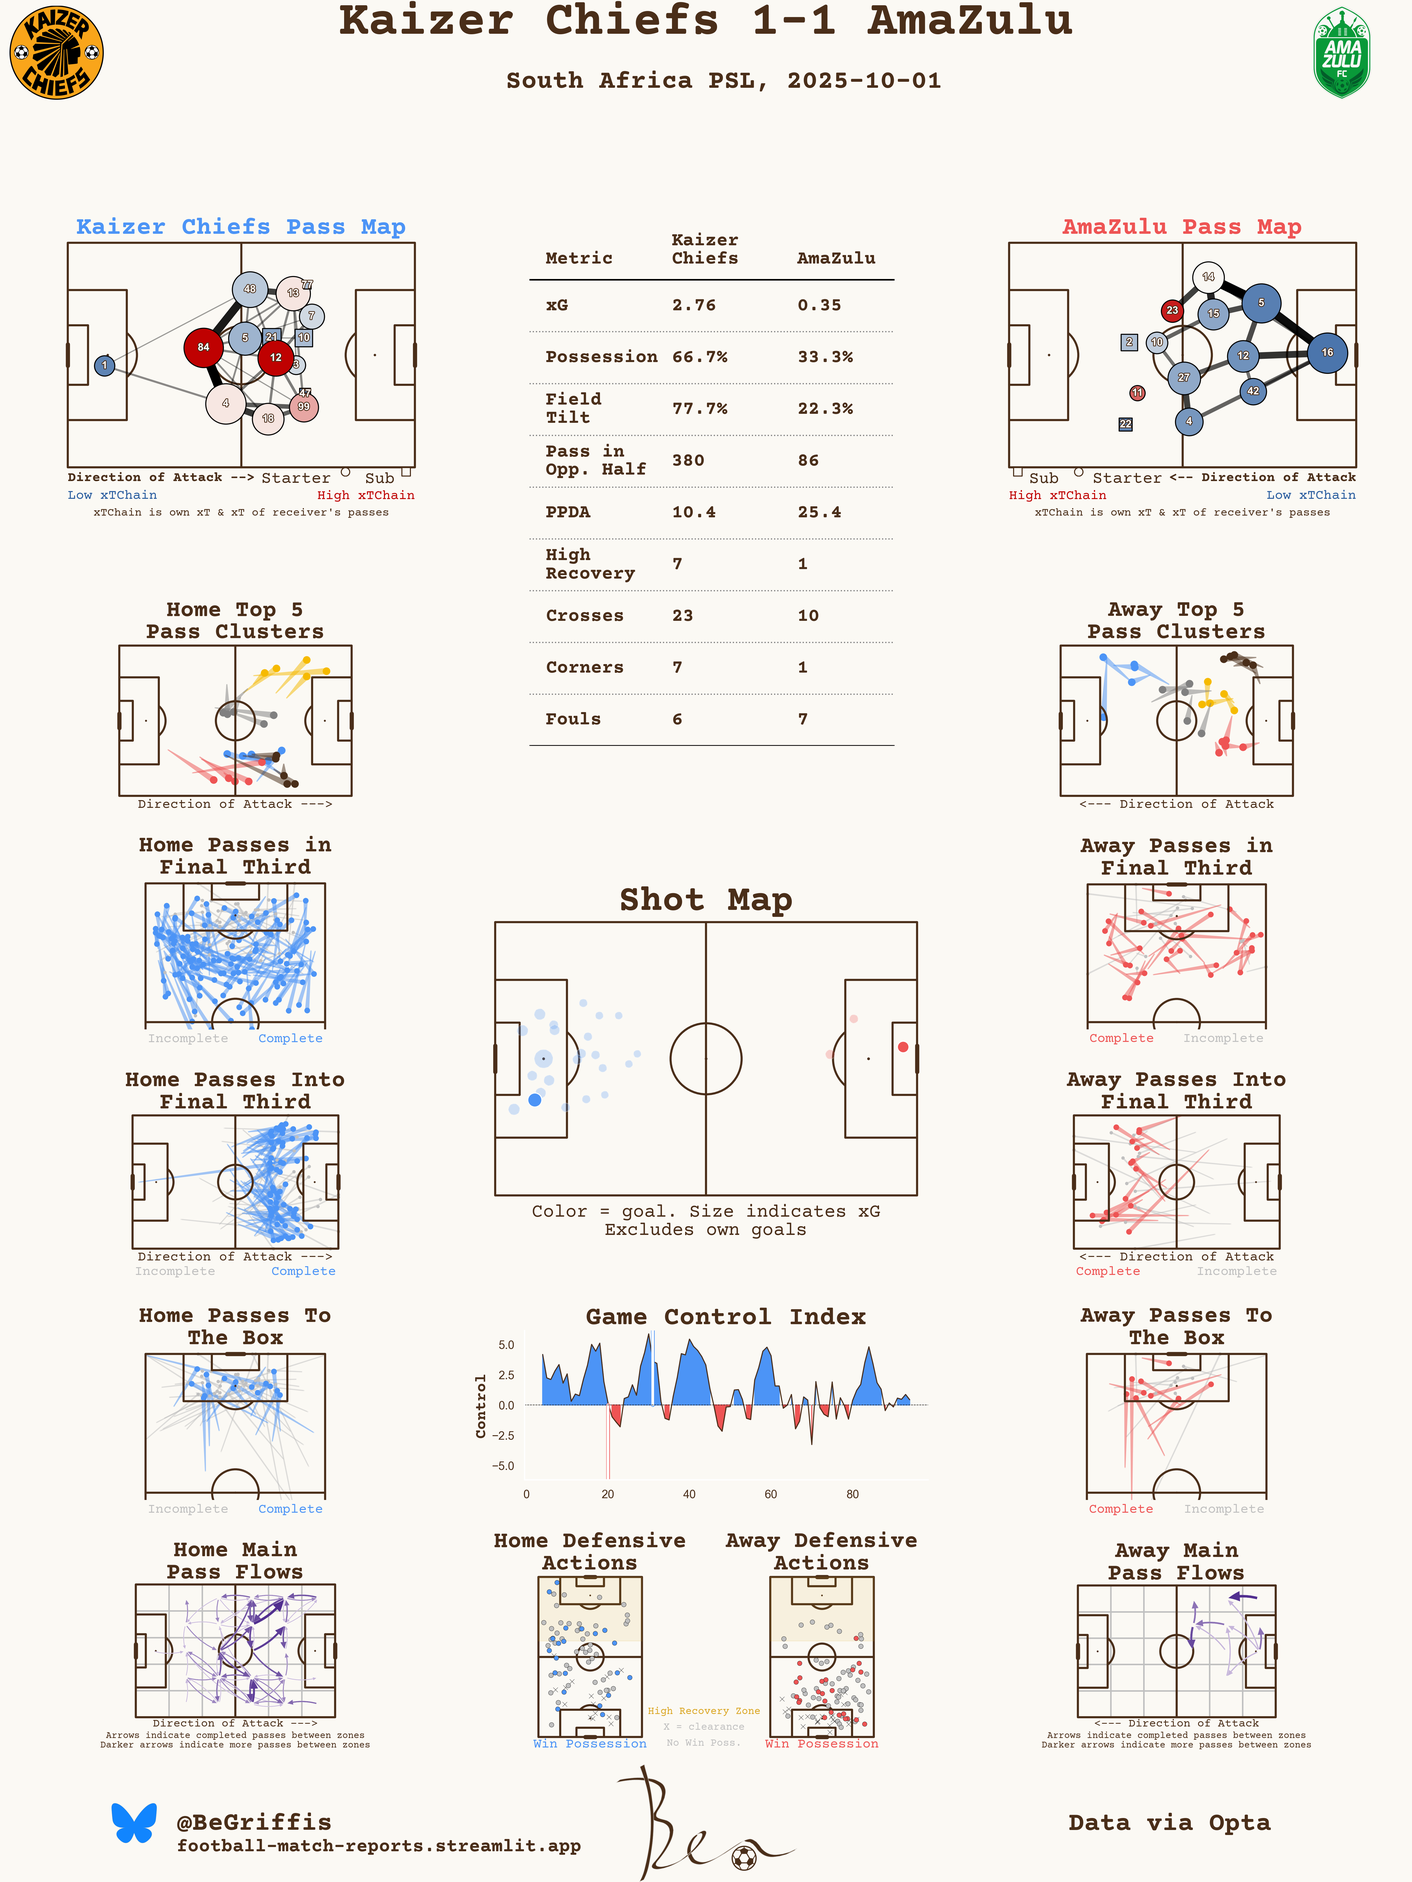 Kaizer Chiefs 1-1 AmaZulu
South Africa PSL, 2025-10-01
KAIZER
CHIEFS
AMA
ZULU
FC
Kaizer Chiefs Pass Map
48
13
77
7
5
21
10
84
12
3
1
4
18
47
99
Direction of Attack --> Starter Sub
Low xTChain High xTChain
xTChain is own xT & xT of receiver's passes
Metric Kaizer Chiefs AmaZulu
xG 2.76 0.35
Possession 66.7% 33.3%
Field Tilt 77.7% 22.3%
Pass in Opp. Half 380 86
PPDA 10.4 25.4
High Recovery 7 1
Crosses 23 10
Corners 7 1
Fouls 6 7
AmaZulu Pass Map
14
23
15
5
2
10
12
16
27
11
42
22
4
Sub Starter <-- Direction of Attack
High xTChain Low xTChain
xTChain is own xT & xT of receiver's passes
Home Top 5
Pass Clusters
Direction of Attack --->
Away Top 5
Pass Clusters
<--- Direction of Attack
Home Passes in
Final Third
Incomplete Complete
Away Passes in
Final Third
Complete Incomplete
Shot Map
Color = goal. Size indicates xG
Excludes own goals
Home Passes Into
Final Third
Direction of Attack --->
Incomplete Complete
Away Passes Into
Final Third
<--- Direction of Attack
Complete Incomplete
Home Passes To
The Box
Incomplete Complete
Game Control Index
Control
5.0
2.5
0.0
−2.5
−5.0
0 20 40 60 80
Away Passes To
The Box
Complete Incomplete
Home Main
Pass Flows
Direction of Attack --->
Arrows indicate completed passes between zones
Darker arrows indicate more passes between zones
Home Defensive
Actions
Win Possession
High Recovery Zone
X = clearance
No Win Poss.
Away Defensive
Actions
Win Possession
Away Main
Pass Flows
<--- Direction of Attack
Arrows indicate completed passes between zones
Darker arrows indicate more passes between zones
@BeGriffis
football-match-reports.streamlit.app
Ben
Data via Opta